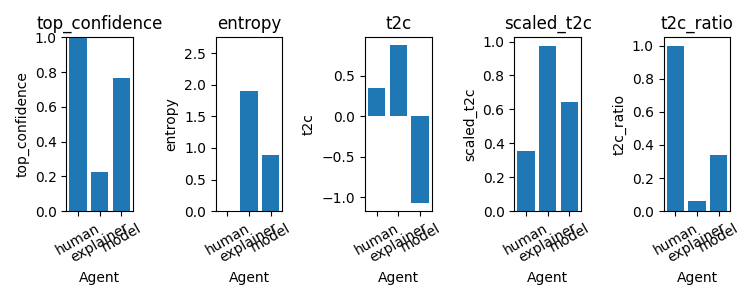 top_confidence
top_confidence
1.0
0.8
0.6
0.4
0.2
0.0
human
explainer
model
Agent
entropy
entropy
2.5
2.0
1.5
1.0
0.5
0.0
human
explainer
model
Agent
t2c
t2c
0.5
0.0
−0.5
−1.0
human
explainer
model
Agent
scaled_t2c
scaled_t2c
1.0
0.8
0.6
0.4
0.2
0.0
human
explainer
model
Agent
t2c_ratio
t2c_ratio
1.0
0.8
0.6
0.4
0.2
0.0
human
explainer
model
Agent